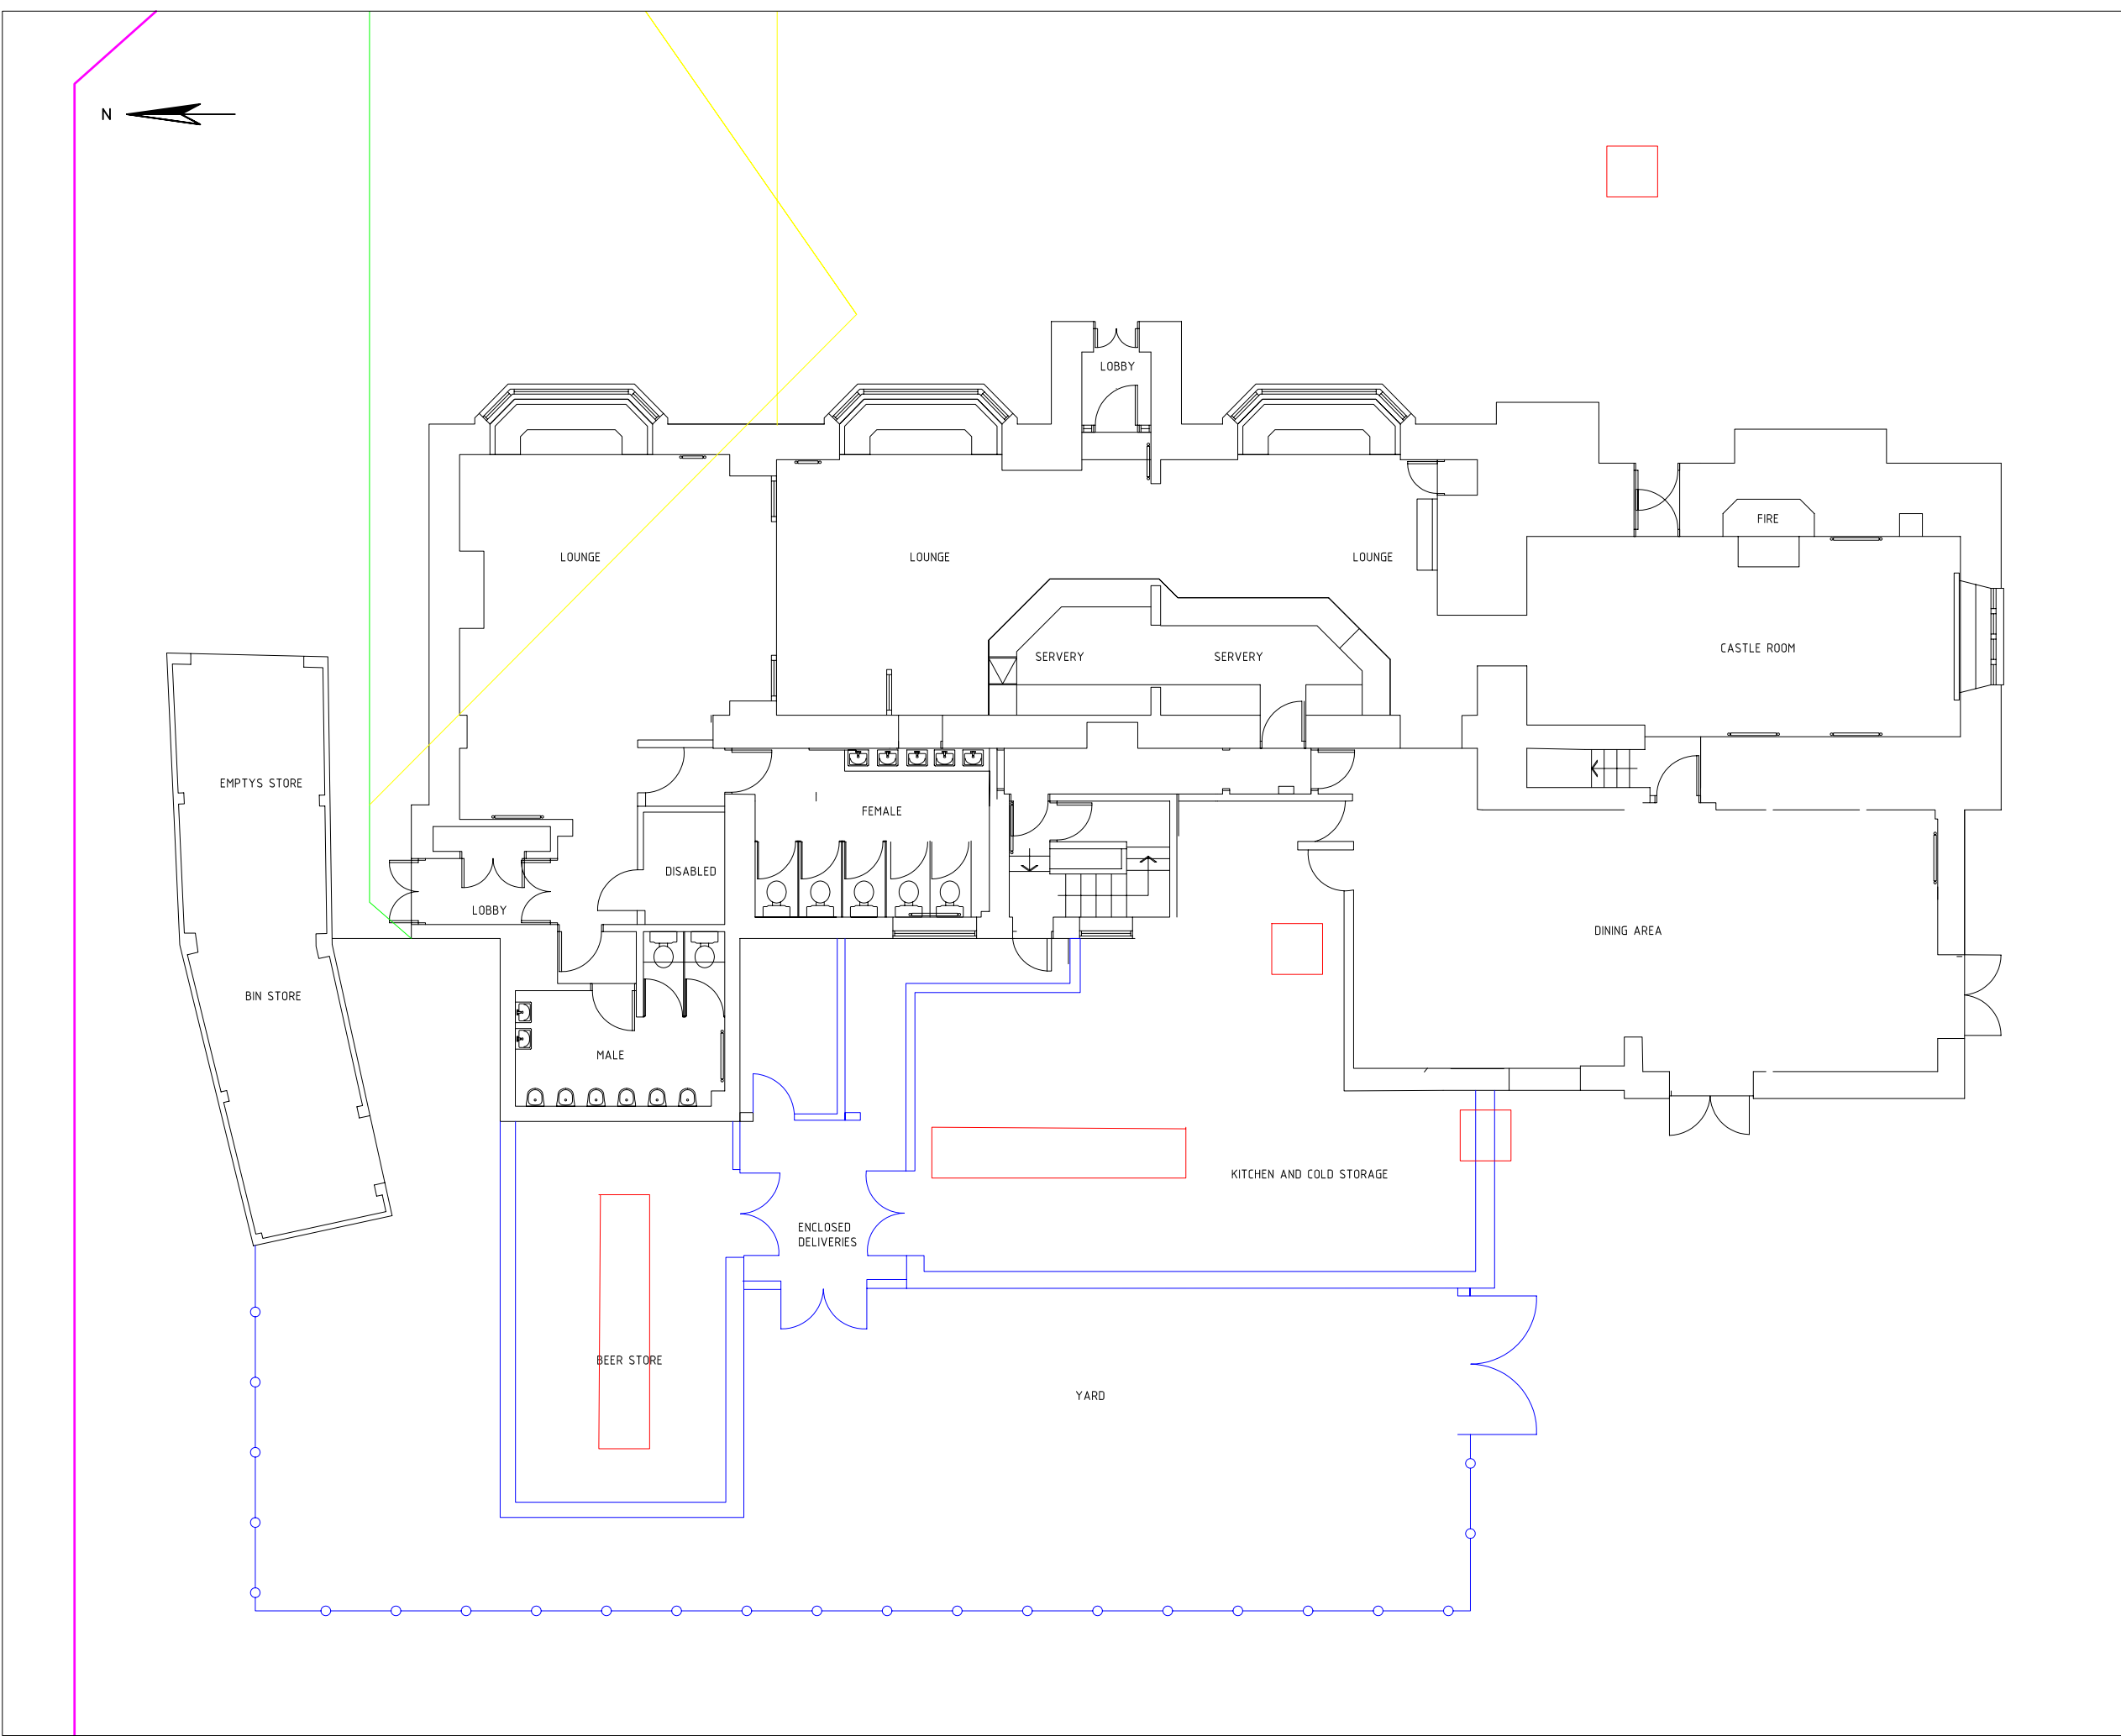 N
LOBBY
FIRE
LOUNGE
LOUNGE
LOUNGE
CASTLE ROOM
SERVERY
SERVERY
EMPTYS STORE
FEMALE
DISABLED
LOBBY
DINING AREA
BIN STORE
MALE
KITCHEN AND COLD STORAGE
ENCLOSED
DELIVERIES
BEER STORE
YARD